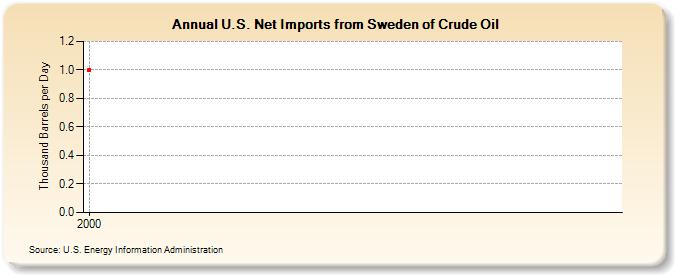 Annual U.S. Net Imports from Sweden of Crude Oil
Thousand Barrels per Day
1.2
1.0
0.8
0.6
0.4
0.2
0.0
2000
Source: U.S. Energy Information Administration